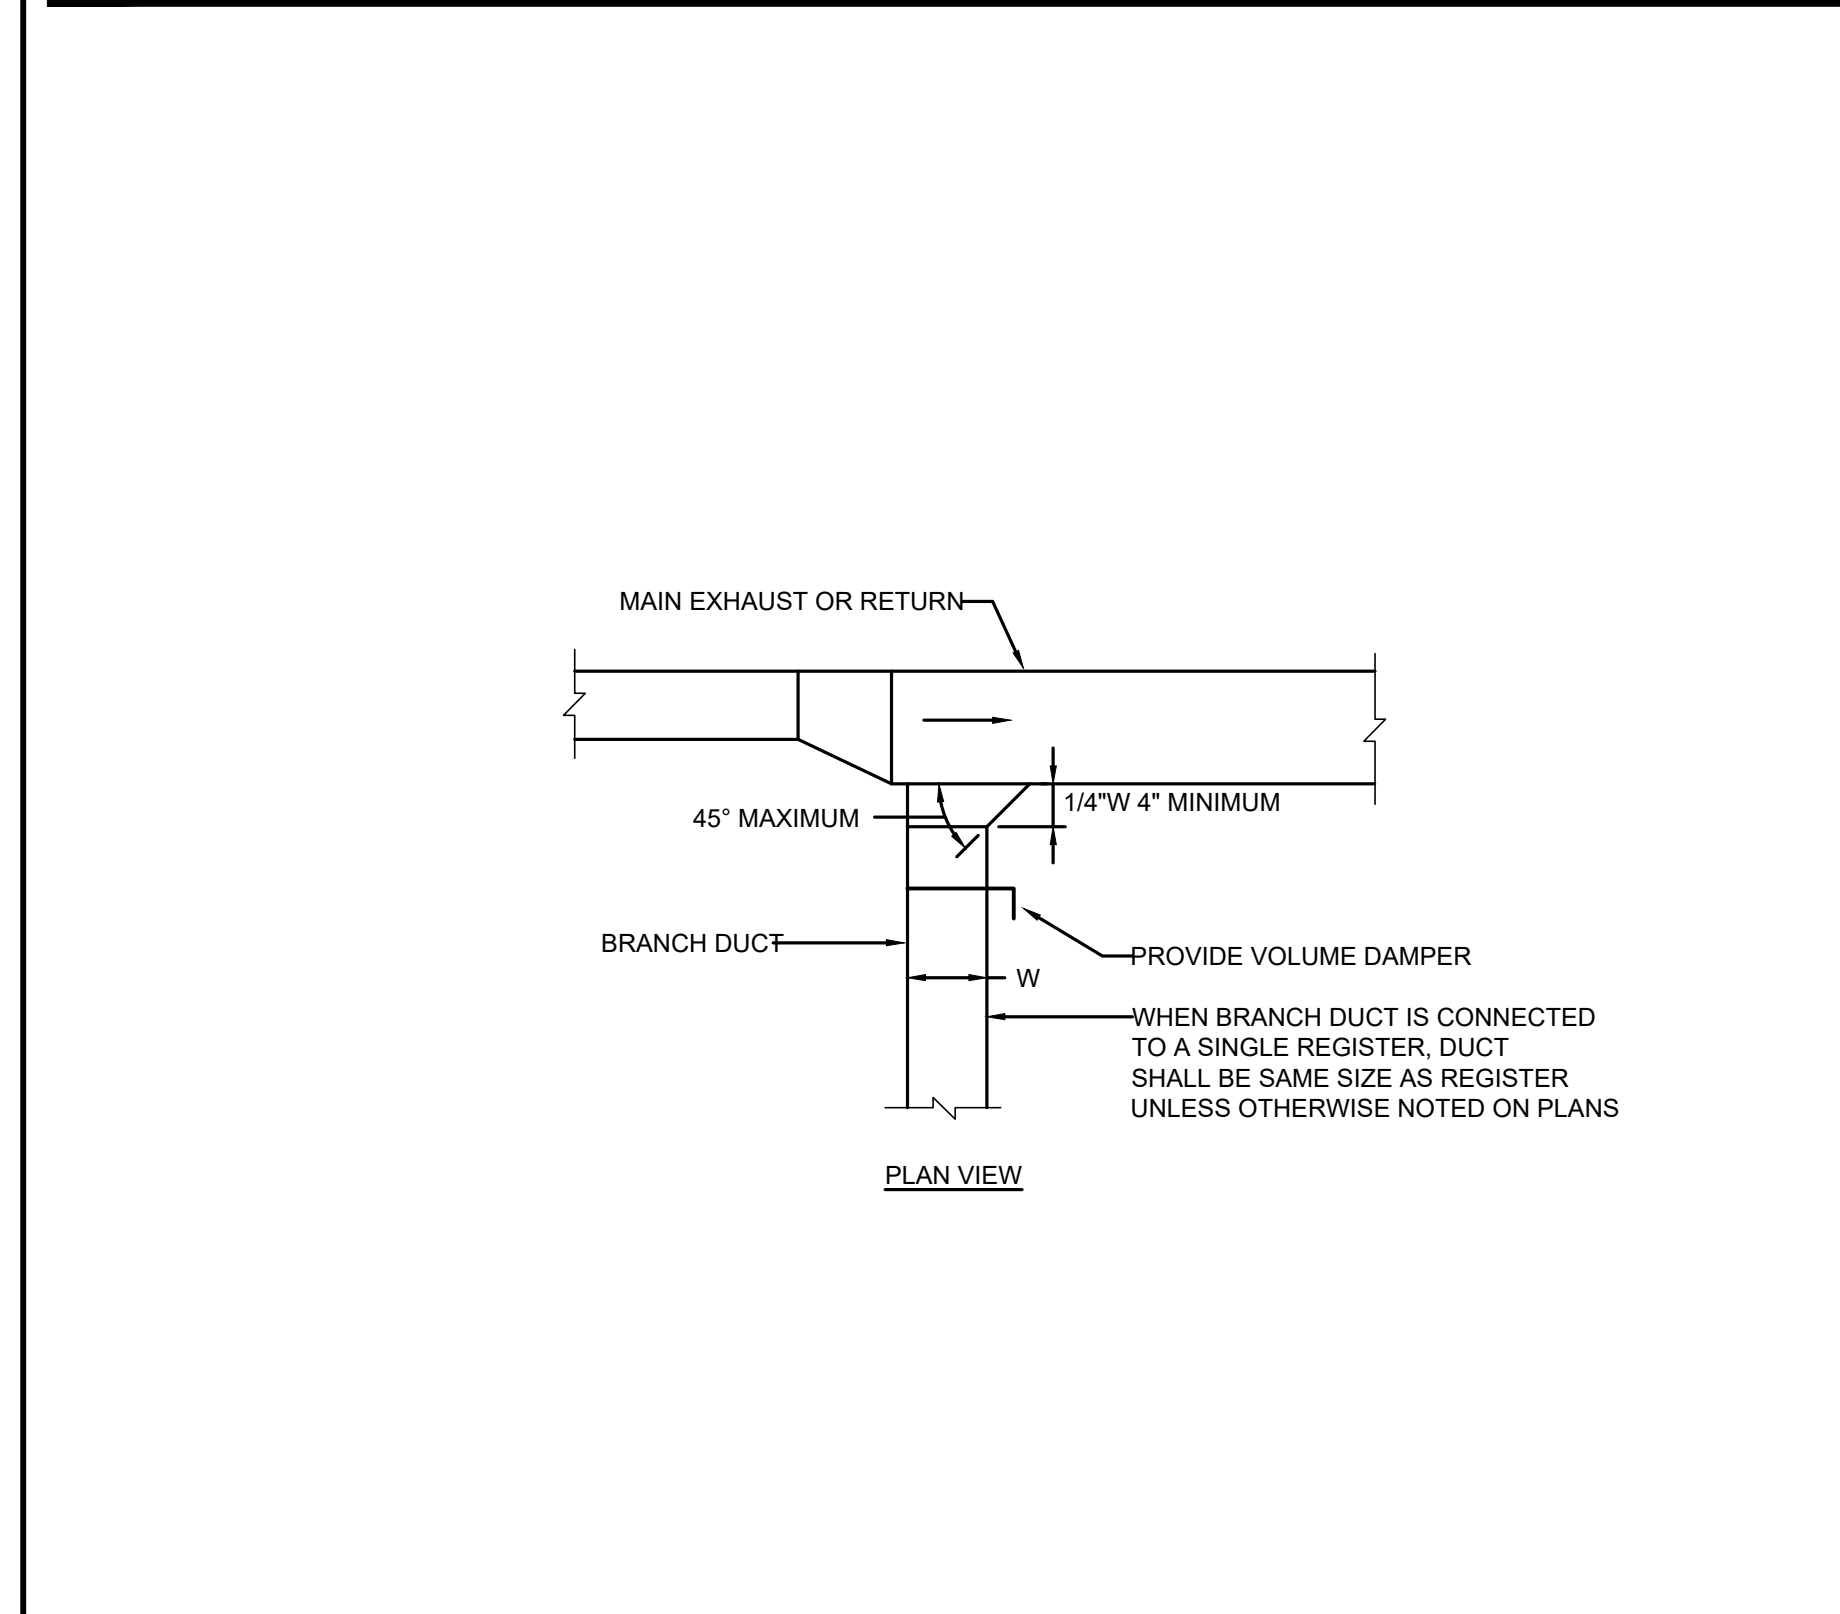 MAIN EXHAUST OR RETURN
1/4"W 4" MINIMUM
45° MAXIMUM
BRANCH DUCT
PROVIDE VOLUME DAMPER
W
WHEN BRANCH DUCT IS CONNECTED
TO A SINGLE REGISTER, DUCT
SHALL BE SAME SIZE AS REGISTER
UNLESS OTHERWISE NOTED ON PLANS
PLAN VIEW